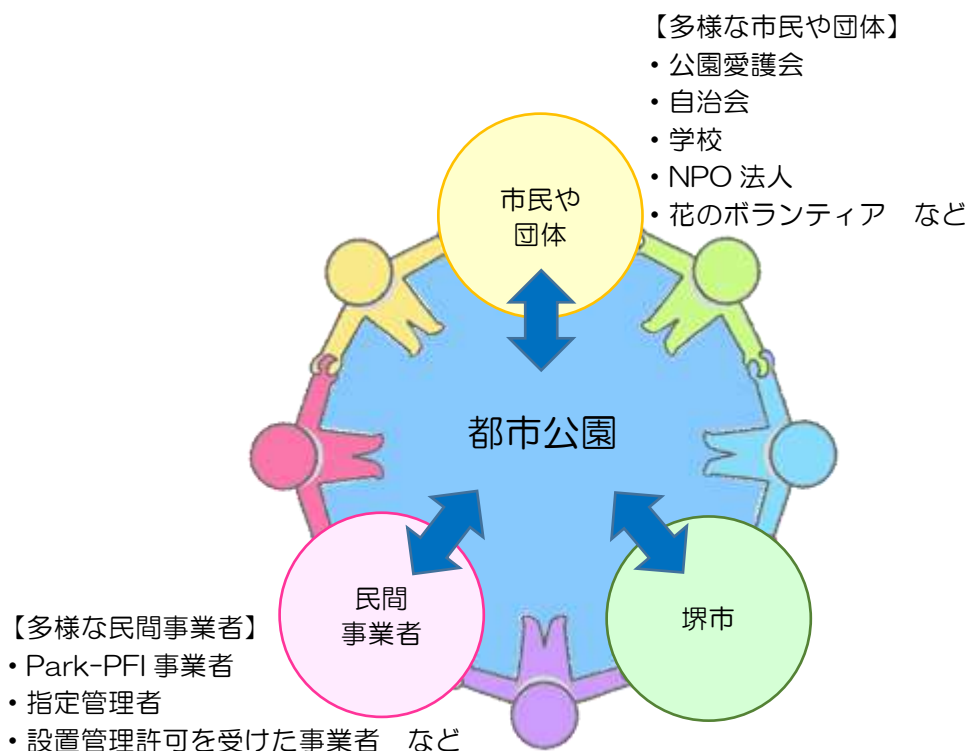 【多様な市民や団体】
・公園愛護会
・自治会
・学校
・NPO 法人
・花のボランティア　など
市民や
団体
都市公園
民間
事業者
堺市
【多様な民間事業者】
・Park-PFI 事業者
・指定管理者
・設置管理許可を受けた事業者　など